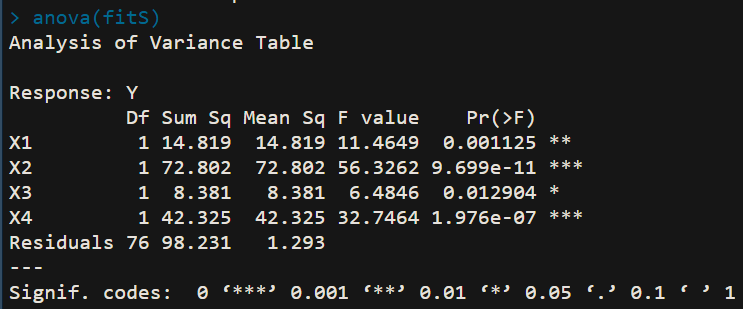 > anova(fitS)
Analysis of Variance Table

Response: Y
          Df Sum Sq Mean Sq F value    Pr(>F)
X1         1 14.819  14.819 11.4649  0.001125 **
X2         1 72.802  72.802 56.3262 9.699e-11 ***
X3         1  8.381   8.381  6.4846  0.012904 *
X4         1 42.325  42.325 32.7464 1.976e-07 ***
Residuals 76 98.231   1.293
---
Signif. codes:  0 ‘***’ 0.001 ‘**’ 0.01 ‘*’ 0.05 ‘.’ 0.1 ‘ ’ 1